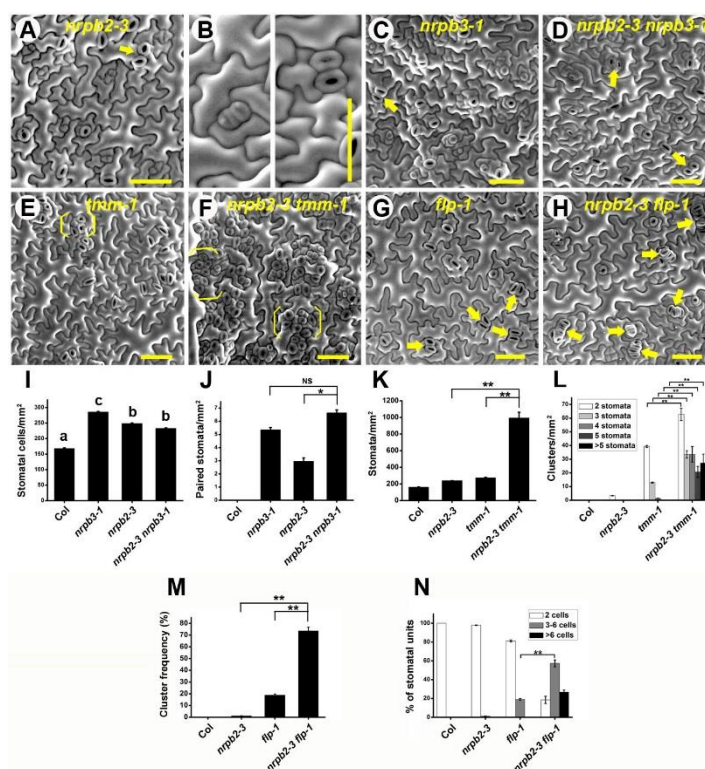 A nrpb2-3
B
C nrpb3-1
D nrpb2-3 nrpb3-1
E tmm-1
F nrpb2-3 tmm-1
G flp-1
H nrpb2-3 flp-1
I
Stomatal cells/mm²
300
250
200
150
100
50
0
a
c
b
b
Col
nrpb3-1
nrpb2-3
nrpb2-3 nrpb3-1
J
Paired stomata/mm²
7
6
5
4
3
2
1
0
NS
*
Col
nrpb3-1
nrpb2-3
nrpb2-3 nrpb3-1
K
Stomata/mm²
1000
800
600
400
200
0
**
**
Col
nrpb2-3
tmm-1
nrpb2-3 tmm-1
L
Clusters/mm²
60
50
40
30
20
10
0
2 stomata
3 stomata
4 stomata
5 stomata
>5 stomata
**
**
**
**
**
Col
nrpb2-3
tmm-1
nrpb2-3 tmm-1
M
Cluster frequency (%)
80
70
60
50
40
30
20
10
0
**
**
Col
nrpb2-3
flp-1
nrpb2-3 flp-1
N
% of stomatal units
100
80
60
40
20
0
2 cells
3-6 cells
>6 cells
**
Col
nrpb2-3
flp-1
nrpb2-3 flp-1